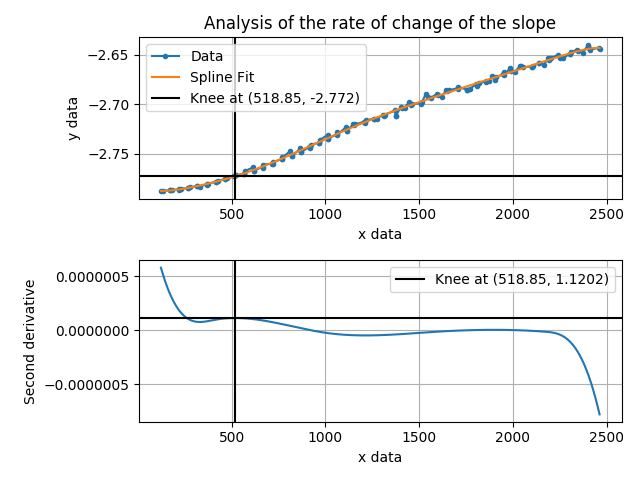 Analysis of the rate of change of the slope
−2.65
−2.70
−2.75
y data
Data
Spline Fit
Knee at (518.85, -2.772)
500
1000
1500
2000
2500
x data
0.0000005
0.0000000
−0.0000005
Second derivative
Knee at (518.85, 1.1202)
500
1000
1500
2000
2500
x data